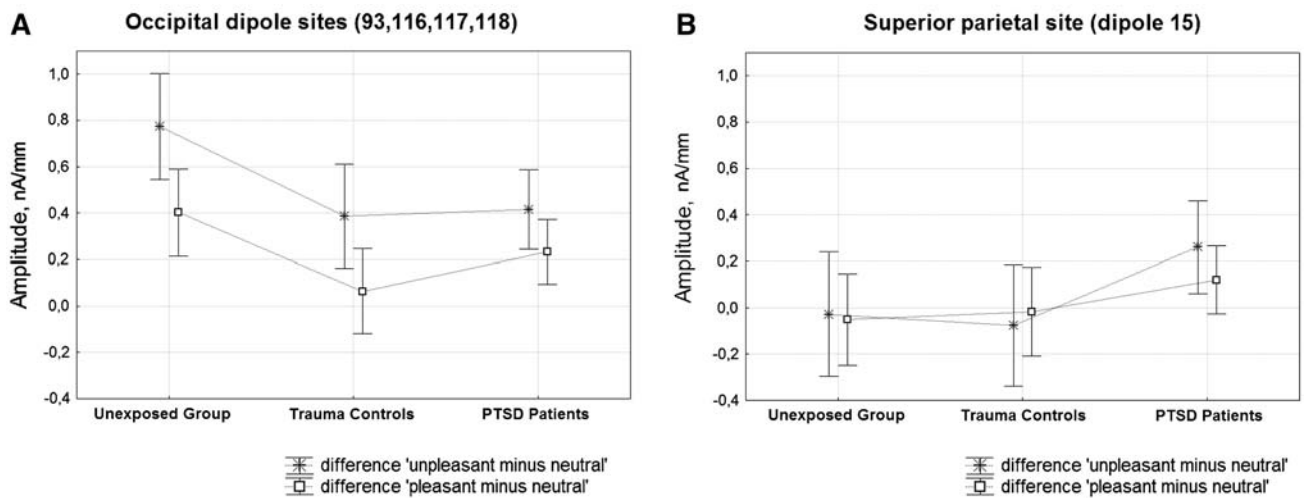 A
Occipital dipole sites (93,116,117,118)
Amplitude, nA/mm
1,0
0,8
0,6
0,4
0,2
0,0
-0,2
-0,4
Unexposed Group
Trauma Controls
PTSD Patients
difference 'unpleasant minus neutral'
difference 'pleasant minus neutral'
B
Superior parietal site (dipole 15)
Amplitude, nA/mm
1,0
0,8
0,6
0,4
0,2
0,0
-0,2
-0,4
Unexposed Group
Trauma Controls
PTSD Patients
difference 'unpleasant minus neutral'
difference 'pleasant minus neutral'